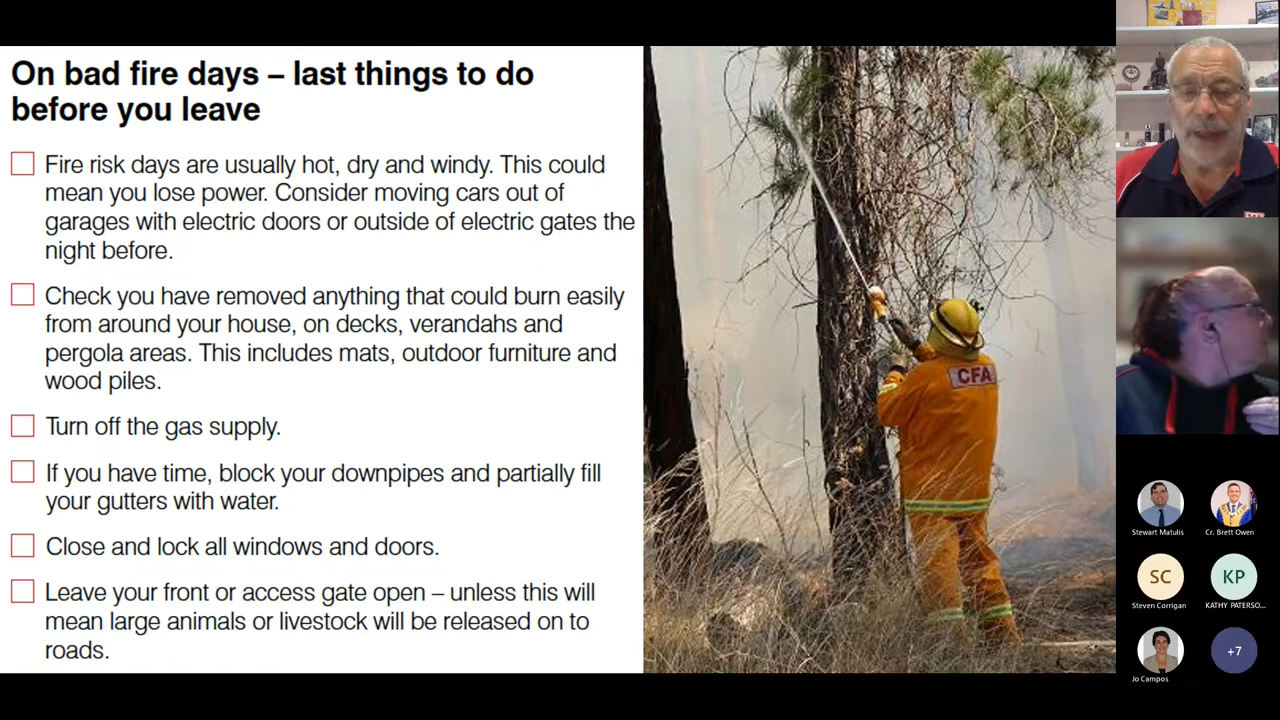 On bad fire days – last things to do
before you leave
Fire risk days are usually hot, dry and windy. This could
mean you lose power. Consider moving cars out of
garages with electric doors or outside of electric gates the
night before.
Check you have removed anything that could burn easily
from around your house, on decks, verandahs and
pergola areas. This includes mats, outdoor furniture and
wood piles.
Turn off the gas supply.
If you have time, block your downpipes and partially fill
your gutters with water.
Close and lock all windows and doors.
Leave your front or access gate open – unless this will
mean large animals or livestock will be released on to
roads.
CFA
Stewart Matulis
Cr. Brett Owen
SC
Steven Corrigan
KP
KATHY PATERSO...
Jo Campos
+7